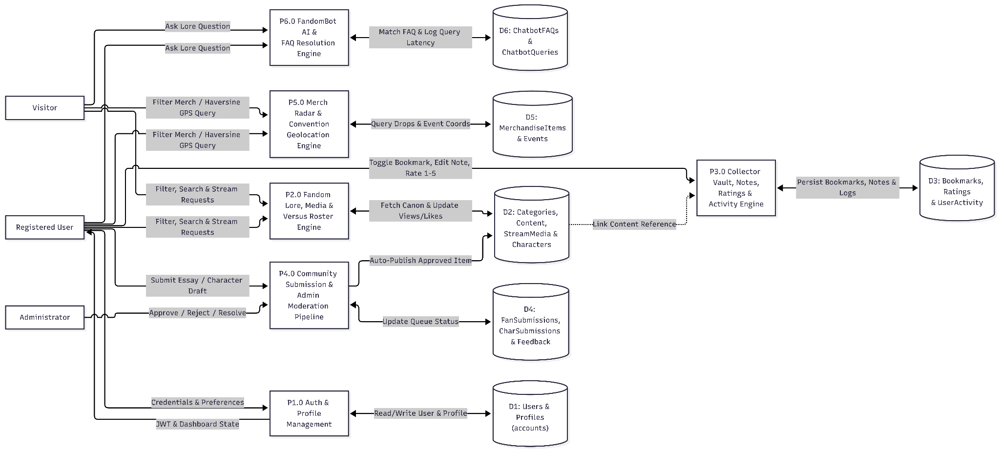 Ask Lore Question
Ask Lore Question
P6.0 FandomBot
AI &
FAQ Resolution
Engine
Match FAQ & Log Query
Latency
D6: ChatbotFAQs
&
ChatbotQueries
Visitor
Filter Merch / Haversine
GPS Query
Filter Merch / Haversine
GPS Query
P5.0 Merch
Radar &
Convention
Geolocation
Engine
Query Drops & Event Coords
D5:
MerchandiseItems
& Events
Toggle Bookmark, Edit Note,
Rate 1-5
P3.0 Collector
Vault, Notes,
Ratings &
Activity Engine
Persist Bookmarks, Notes &
Logs
D3: Bookmarks,
Ratings
& UserActivity
Filter, Search & Stream
Requests
Registered User
Filter, Search & Stream
Requests
P2.0 Fandom
Lore, Media &
Versus Roster
Engine
Fetch Canon & Update
Views/Likes
D2: Categories,
Content,
StreamMedia &
Characters
Link Content Reference
Auto-Publish Approved Item
Submit Essay / Character
Draft
Administrator
Approve / Reject / Resolve
P4.0 Community
Submission &
Admin
Moderation
Pipeline
Update Queue Status
D4:
FanSubmissions,
CharSubmissions
& Feedback
Credentials & Preferences
JWT & Dashboard State
P1.0 Auth &
Profile
Management
Read/Write User & Profile
D1: Users &
Profiles
(accounts)